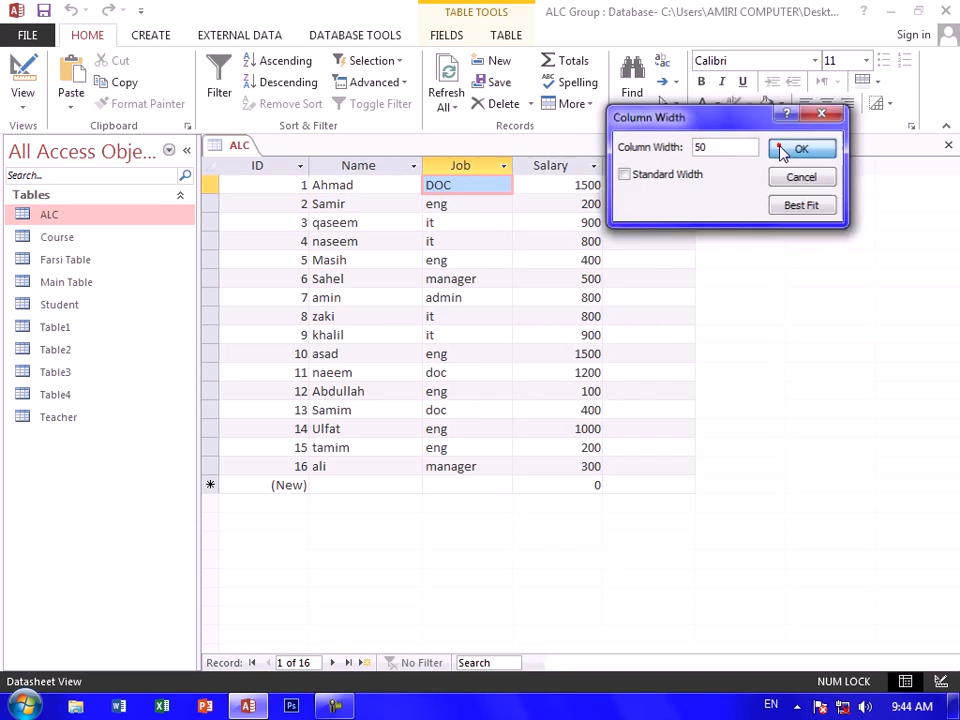 TABLE TOOLS
ALC Group : Database- C:\Users\AMIRI COMPUTER\Deskt...
FILE HOME CREATE EXTERNAL DATA DATABASE TOOLS FIELDS TABLE Sign in
View
Views
Paste
Cut
Copy
Format Painter
Clipboard
Filter
Ascending
Descending
Remove Sort
Selection
Advanced
Toggle Filter
Sort & Filter
Refresh
All
New
Save
Delete
Totals
Spelling
More
Records
Find
Calibri 11
B I U
Column Width
Column Width: 50 OK
Standard Width Cancel
Best Fit
All Access Obje...
Search...
Tables
ALC
Course
Farsi Table
Main Table
Student
Table1
Table2
Table3
Table4
Teacher
ALC
ID Name Job Salary
1 Ahmad DOC 1500
2 Samir eng 200
3 qaseem it 900
4 naseem it 800
5 Masih eng 400
6 Sahel manager 500
7 amin admin 800
8 zaki it 800
9 khalil it 900
10 asad eng 1500
11 naeem doc 1200
12 Abdullah eng 100
13 Samim doc 400
14 Ulfat eng 1000
15 tamim eng 200
16 ali manager 300
(New) 0
Record: 1 of 16 No Filter Search
Datasheet View NUM LOCK
EN 9:44 AM